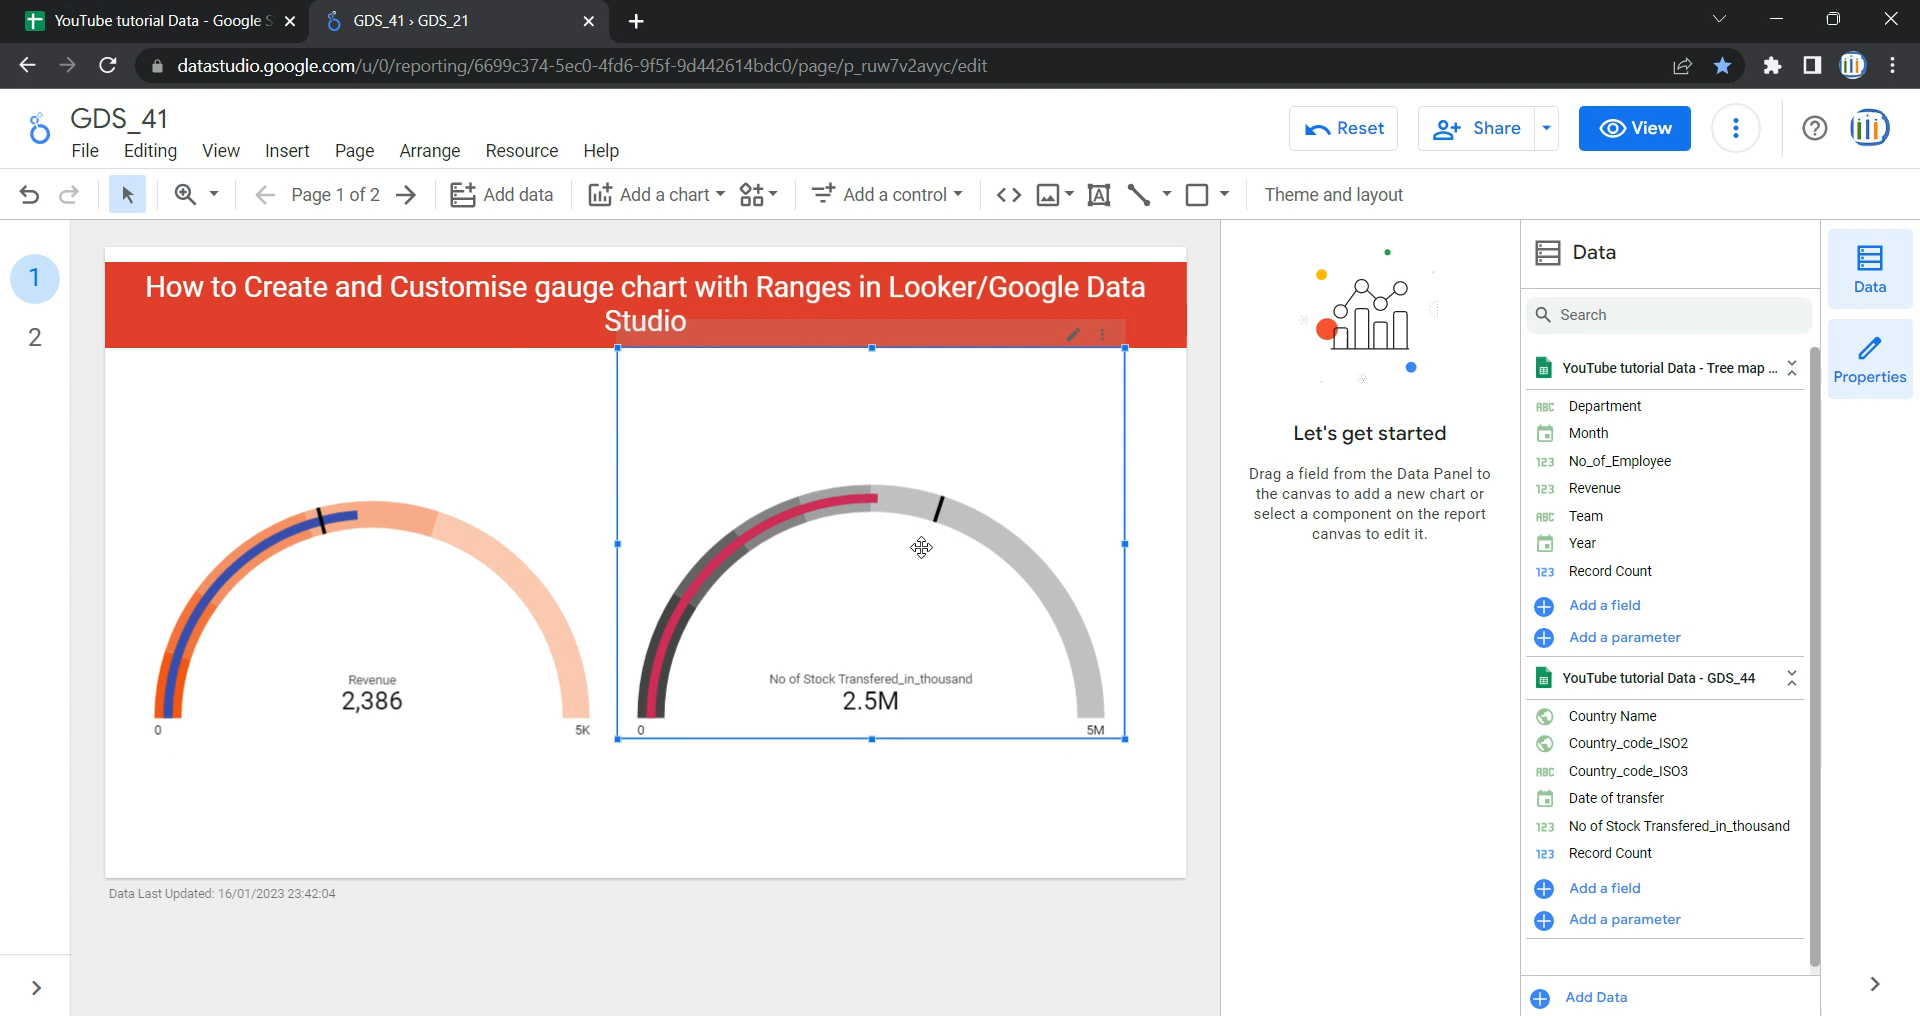 YouTube tutorial Data - Google S
GDS_41 › GDS_21
datastudio.google.com/u/0/reporting/6699c374-5ec0-4fd6-9f5f-9d442614bdc0/page/p_ruw7v2avyc/edit
GDS_41
File Editing View Insert Page Arrange Resource Help
Reset
Share
View
Page 1 of 2
Add data
Add a chart
Add a control
Theme and layout
1
2
How to Create and Customise gauge chart with Ranges in Looker/Google Data
Studio
Revenue
2,386
0
5K
No of Stock Transfered_in_thousand
2.5M
0
5M
Data Last Updated: 16/01/2023 23:42:04
Let's get started
Drag a field from the Data Panel to
the canvas to add a new chart or
select a component on the report
canvas to edit it.
Data
Search
YouTube tutorial Data - Tree map ...
ABC Department
Month
123 No_of_Employee
123 Revenue
ABC Team
Year
123 Record Count
Add a field
Add a parameter
YouTube tutorial Data - GDS_44
Country Name
Country_code_ISO2
ABC Country_code_ISO3
Date of transfer
123 No of Stock Transfered_in_thousand
123 Record Count
Add a field
Add a parameter
Add Data
Data
Properties